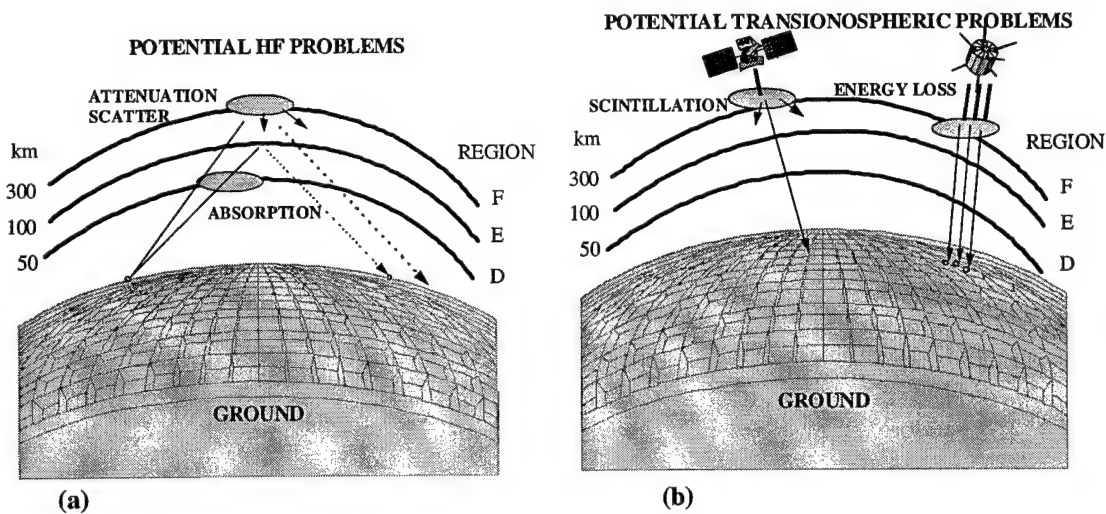 POTENTIAL HF PROBLEMS
ATTENUATION
SCATTER
km
REGION
300
F
100
ABSORPTION
E
50
D
GROUND
(a)
POTENTIAL TRANSIONOSPHERIC PROBLEMS
SCINTILLATION
ENERGY LOSS
km
REGION
300
F
100
E
50
D
GROUND
(b)